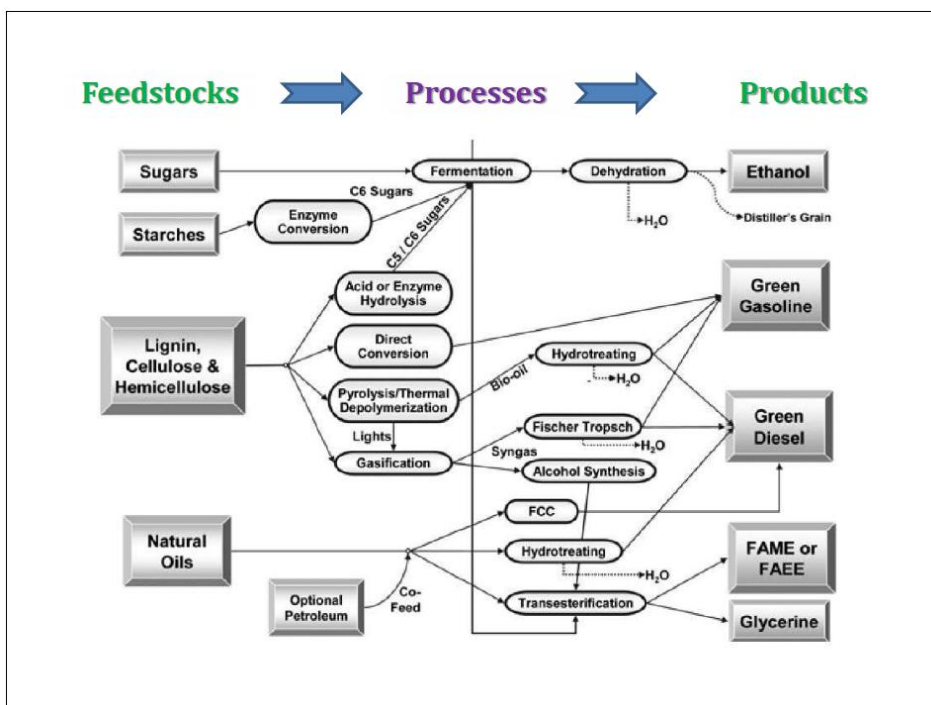 Feedstocks
Processes
Products
Sugars
Fermentation
Dehydration
Ethanol
C6 Sugars
H2O
Distiller's Grain
Starches
Enzyme
Conversion
C5 / C6 Sugars
Acid or Enzyme
Hydrolysis
Green
Gasoline
Lignin,
Cellulose &
Hemicellulose
Direct
Conversion
Hydrotreating
Bio-oil
H2O
Pyrolysis/Thermal
Depolymerization
Lights
Gasification
Syngas
Fischer Tropsch
H2O
Green
Diesel
Alcohol Synthesis
FCC
Natural
Oils
Hydrotreating
H2O
FAME or
FAEE
Optional
Petroleum
Co-
Feed
Transesterification
Glycerine